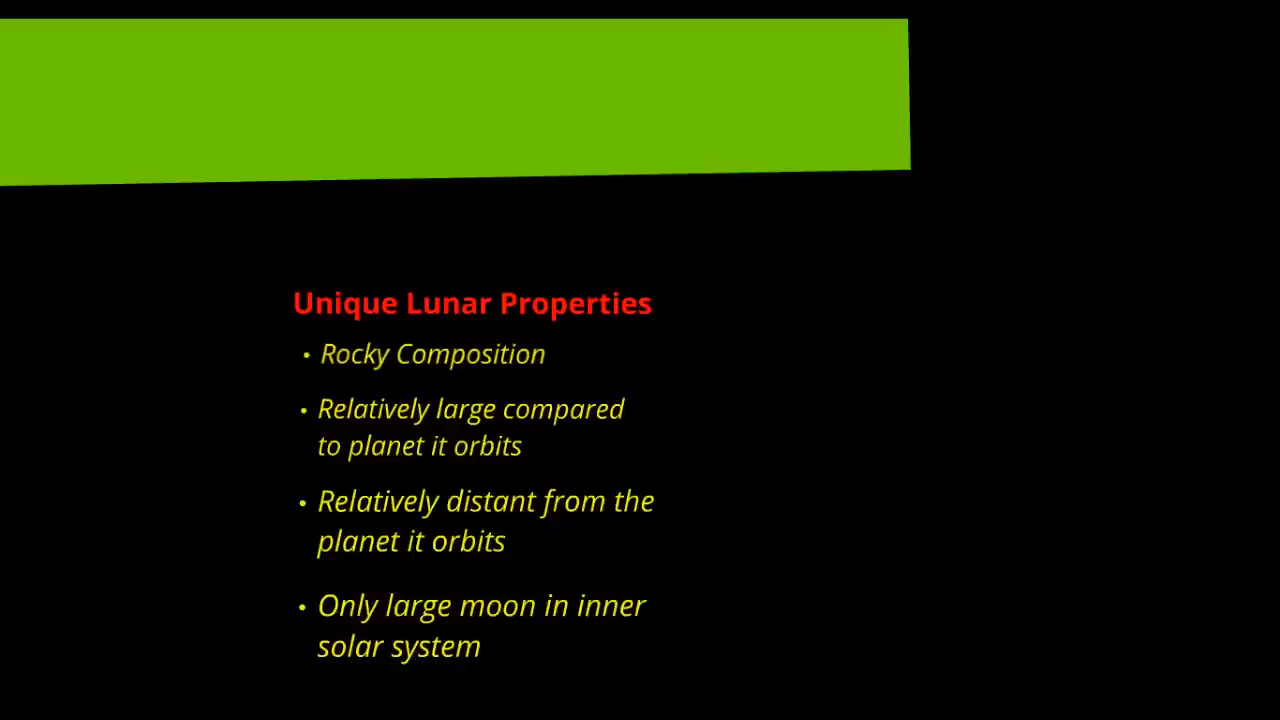 Unique Lunar Properties
• Rocky Composition
• Relatively large compared
to planet it orbits
• Relatively distant from the
planet it orbits
• Only large moon in inner
solar system